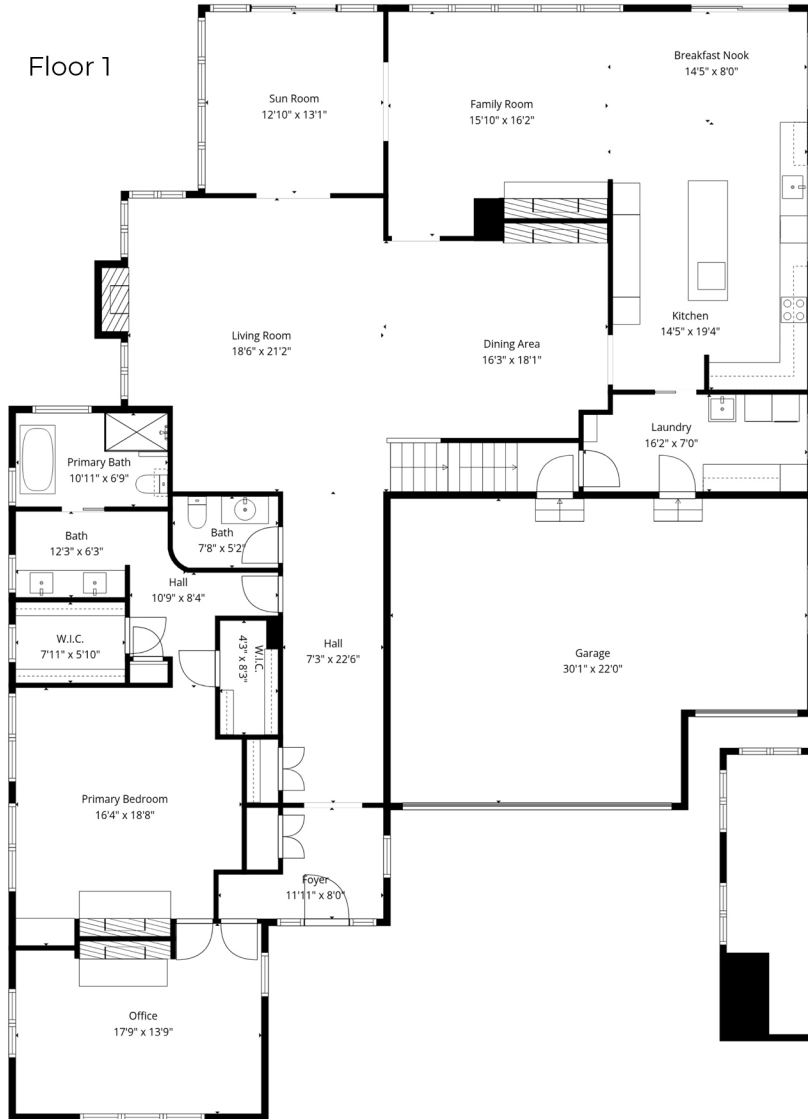 Floor 1
Breakfast Nook
14'5" x 8'0"
Sun Room
12'10" x 13'1"
Family Room
15'10" x 16'2"
Kitchen
14'5" x 19'4"
Living Room
18'6" x 21'2"
Dining Area
16'3" x 18'1"
Laundry
16'2" x 7'0"
Primary Bath
10'11" x 6'9"
Bath
12'3" x 6'3"
Bath
7'8" x 5'2"
Hall
10'9" x 8'4"
W.I.C.
7'11" x 5'10"
W.I.C.
4'3" x 8'3"
Hall
7'3" x 22'6"
Garage
30'1" x 22'0"
Primary Bedroom
16'4" x 18'8"
Foyer
11'11" x 8'0"
Office
17'9" x 13'9"